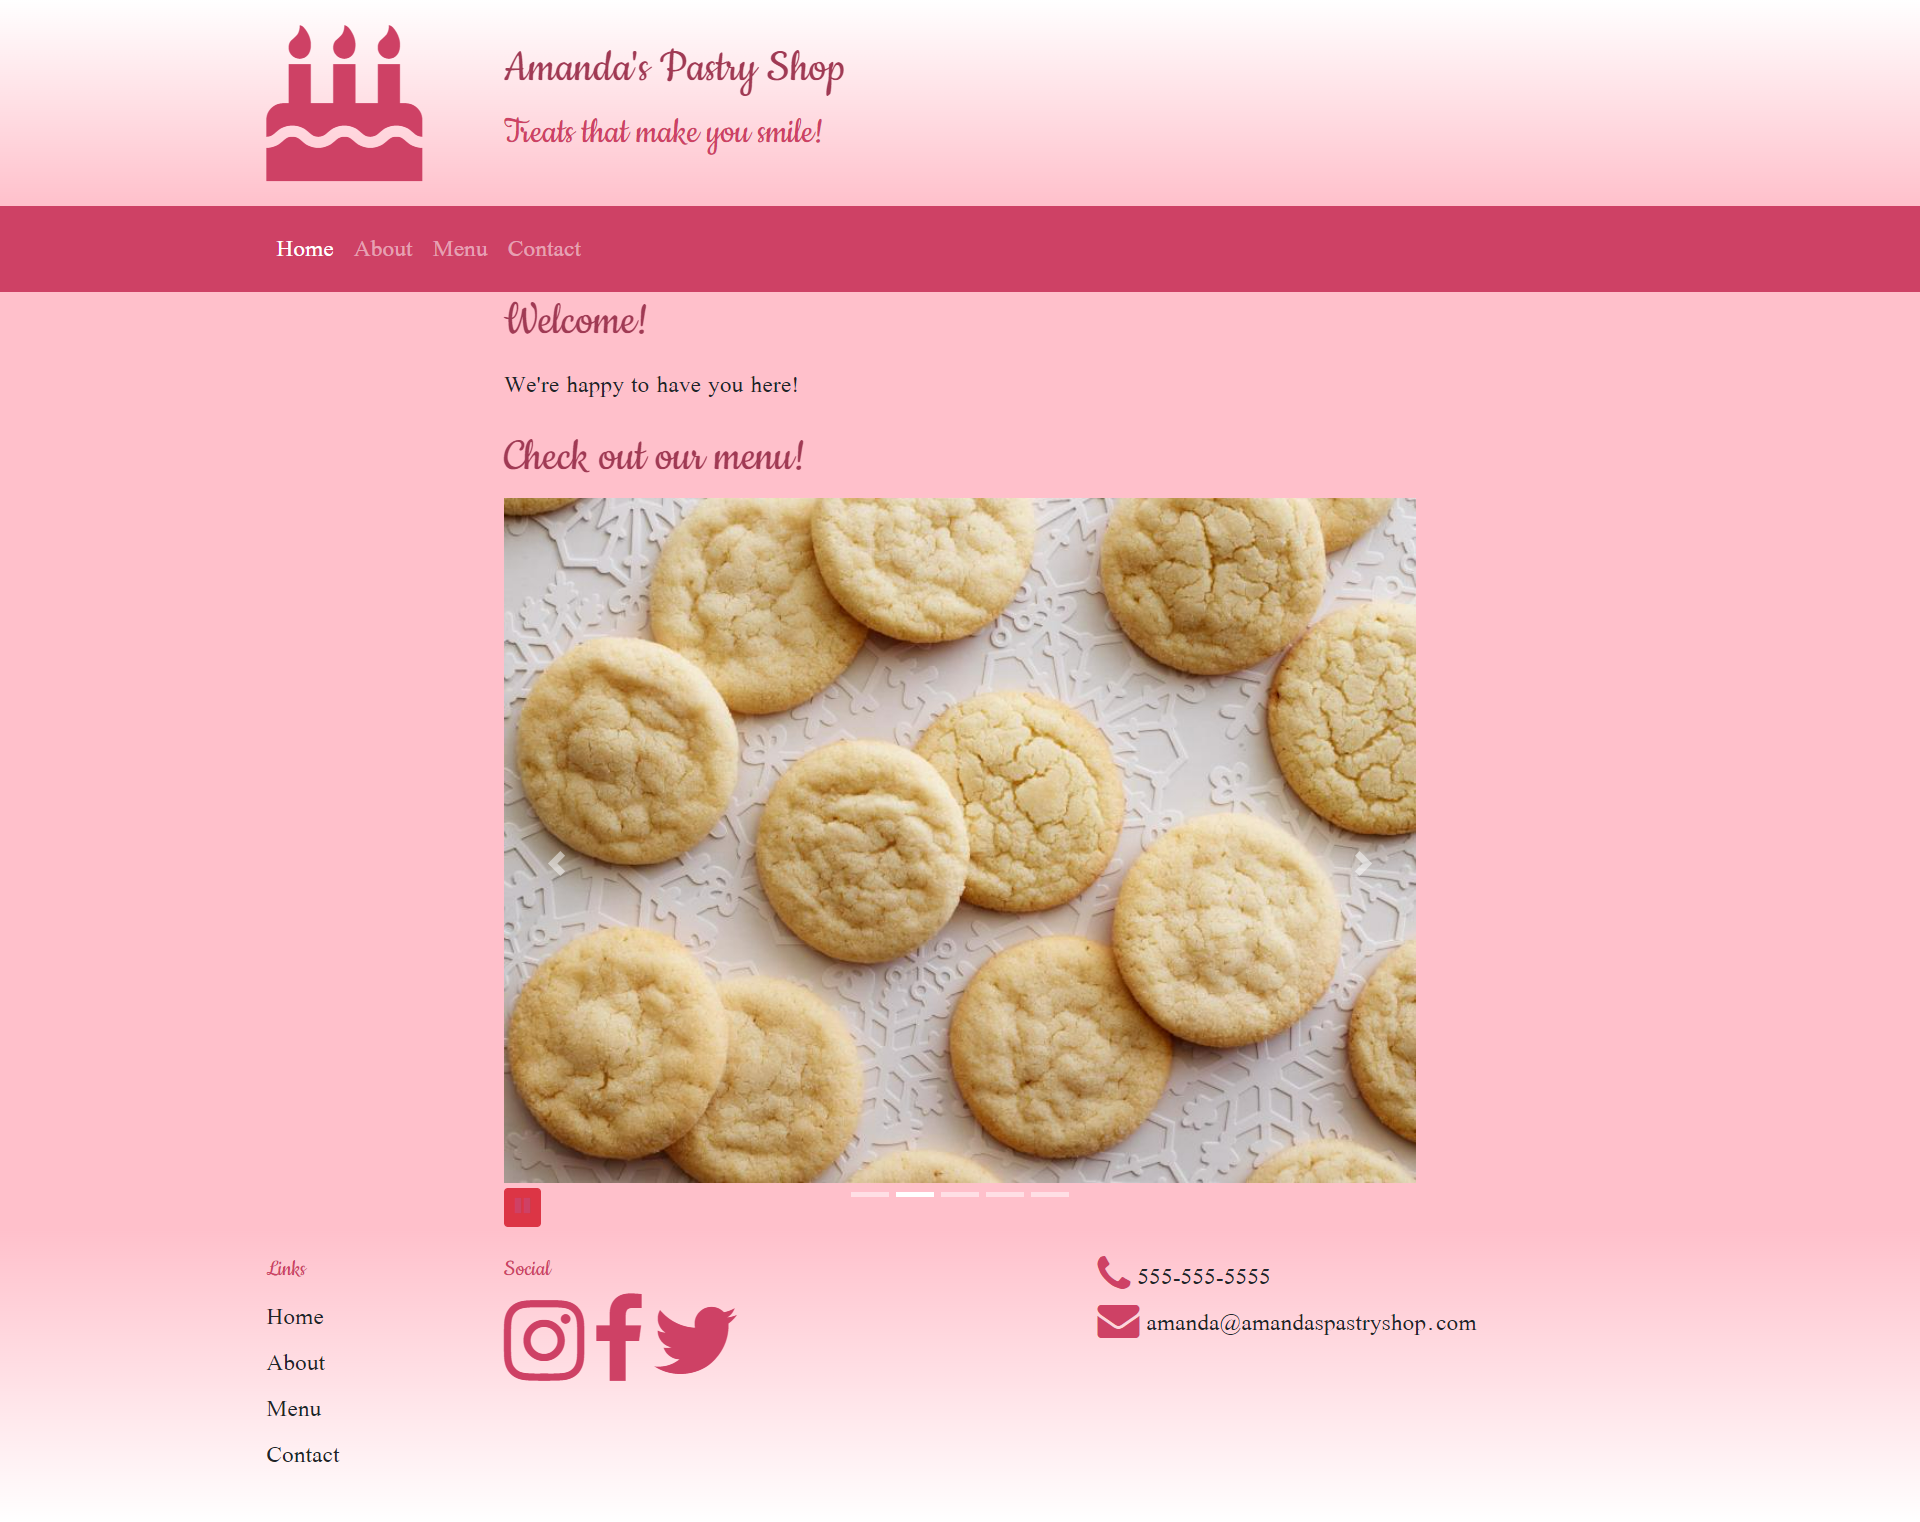 Amanda's Pastry Shop
Treats that make you smile!
Home About Menu Contact
Welcome!
We're happy to have you here!
Check out our menu!
Links
Home
About
Menu
Contact
Social
555-555-5555
amanda@amandaspastryshop.com